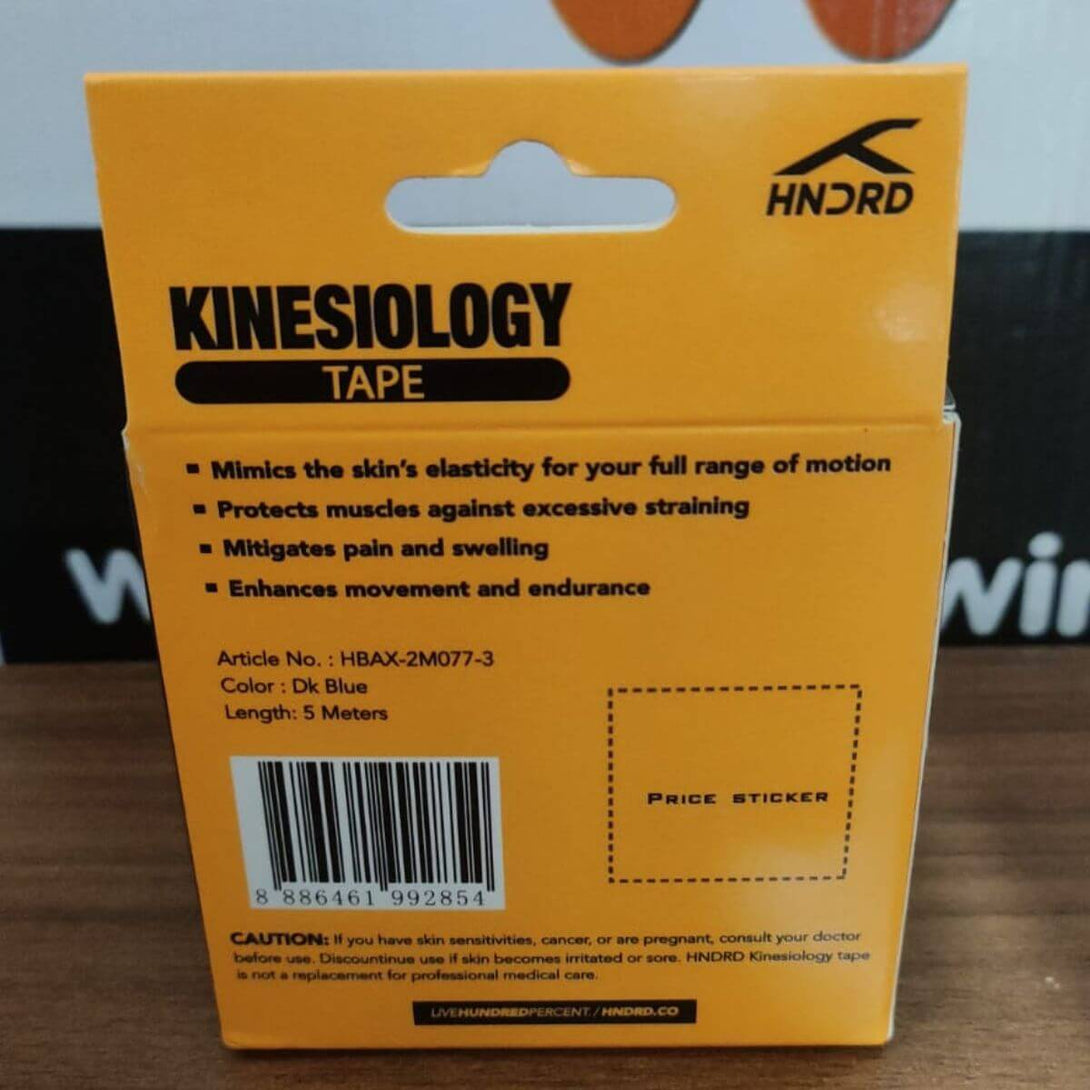 HNDRD
KINESIOLOGY
TAPE
▪ Mimics the skin's elasticity for your full range of motion
▪ Protects muscles against excessive straining
▪ Mitigates pain and swelling
▪ Enhances movement and endurance
Article No. : HBAX-2M077-3
Color : Dk Blue
Length: 5 Meters
PRICE STICKER
8 886461 992854
CAUTION: If you have skin sensitivities, cancer, or are pregnant, consult your doctor
before use. Discontinue use if skin becomes irritated or sore. HNDRD Kinesiology tape
is not a replacement for professional medical care.
LIVEHUNDREDPERCENT. / HNDRD.CO